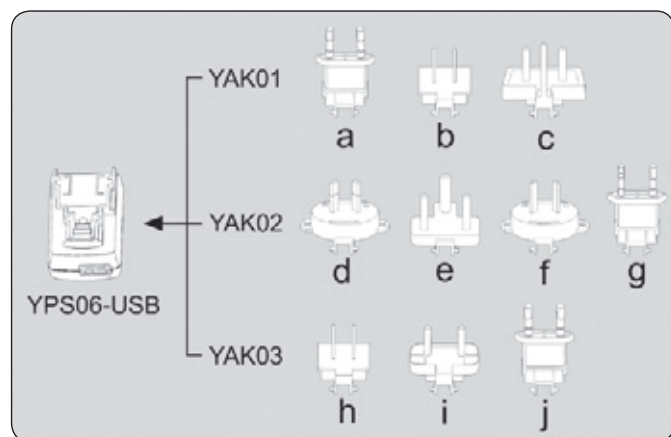 YAK01
a b c
YPS06-USB
YAK02
d e f g
YAK03
h i j